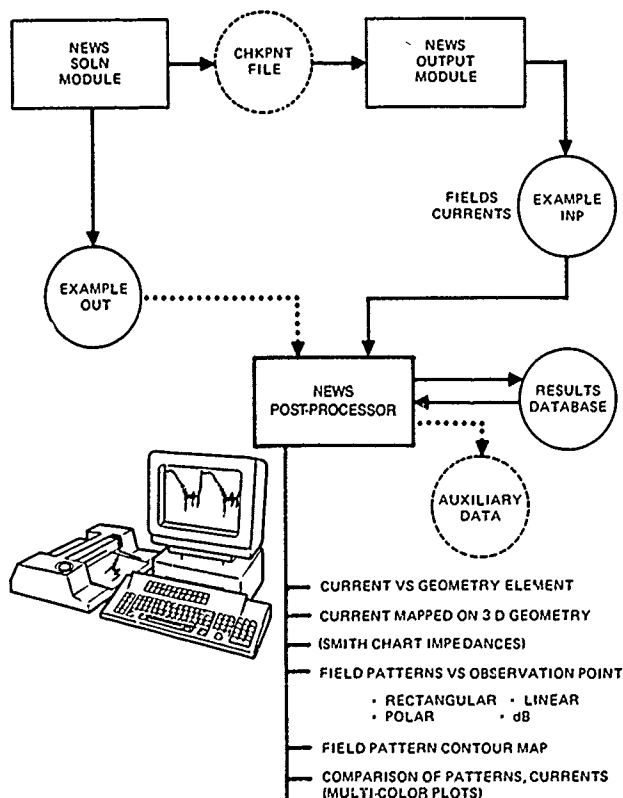 NEWS
SOLN
MODULE
CHKPNT
FILE
NEWS
OUTPUT
MODULE
FIELDS
CURRENTS
EXAMPLE
INP
EXAMPLE
OUT
NEWS
POST-PROCESSOR
RESULTS
DATABASE
AUXILIARY
DATA
CURRENT VS GEOMETRY ELEMENT
CURRENT MAPPED ON 3 D GEOMETRY
(SMITH CHART IMPEDANCES)
FIELD PATTERNS VS OBSERVATION POINT
• RECTANGULAR • LINEAR
• POLAR • dB
FIELD PATTERN CONTOUR MAP
COMPARISON OF PATTERNS, CURRENTS
(MULTI-COLOR PLOTS)